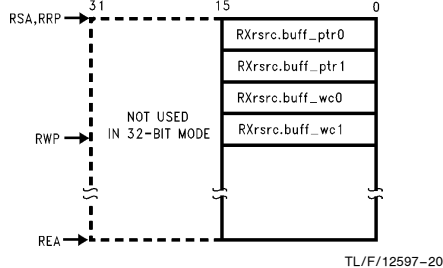 31 15 0
RSA,RRP
RXrsrc.buff_ptr0
RXrsrc.buff_ptr1
RXrsrc.buff_wc0
NOT USED
IN 32-BIT MODE
RXrsrc.buff_wc1
RWP
REA
TL/F/12597-20